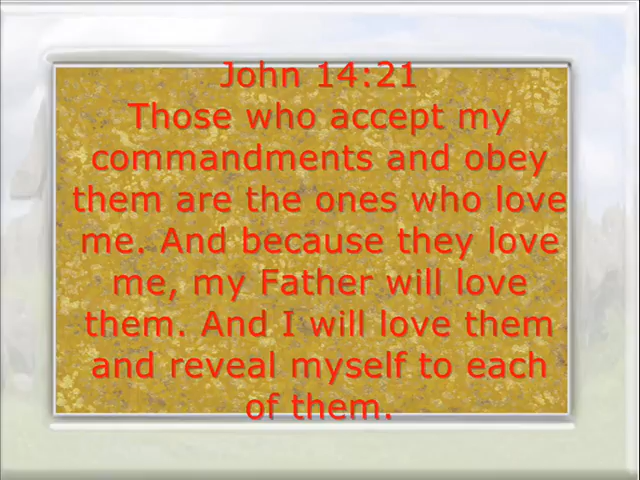 John 14:21
Those who accept my
commandments and obey
them are the ones who love
me. And because they love
me, my Father will love
them. And I will love them
and reveal myself to each
of them.